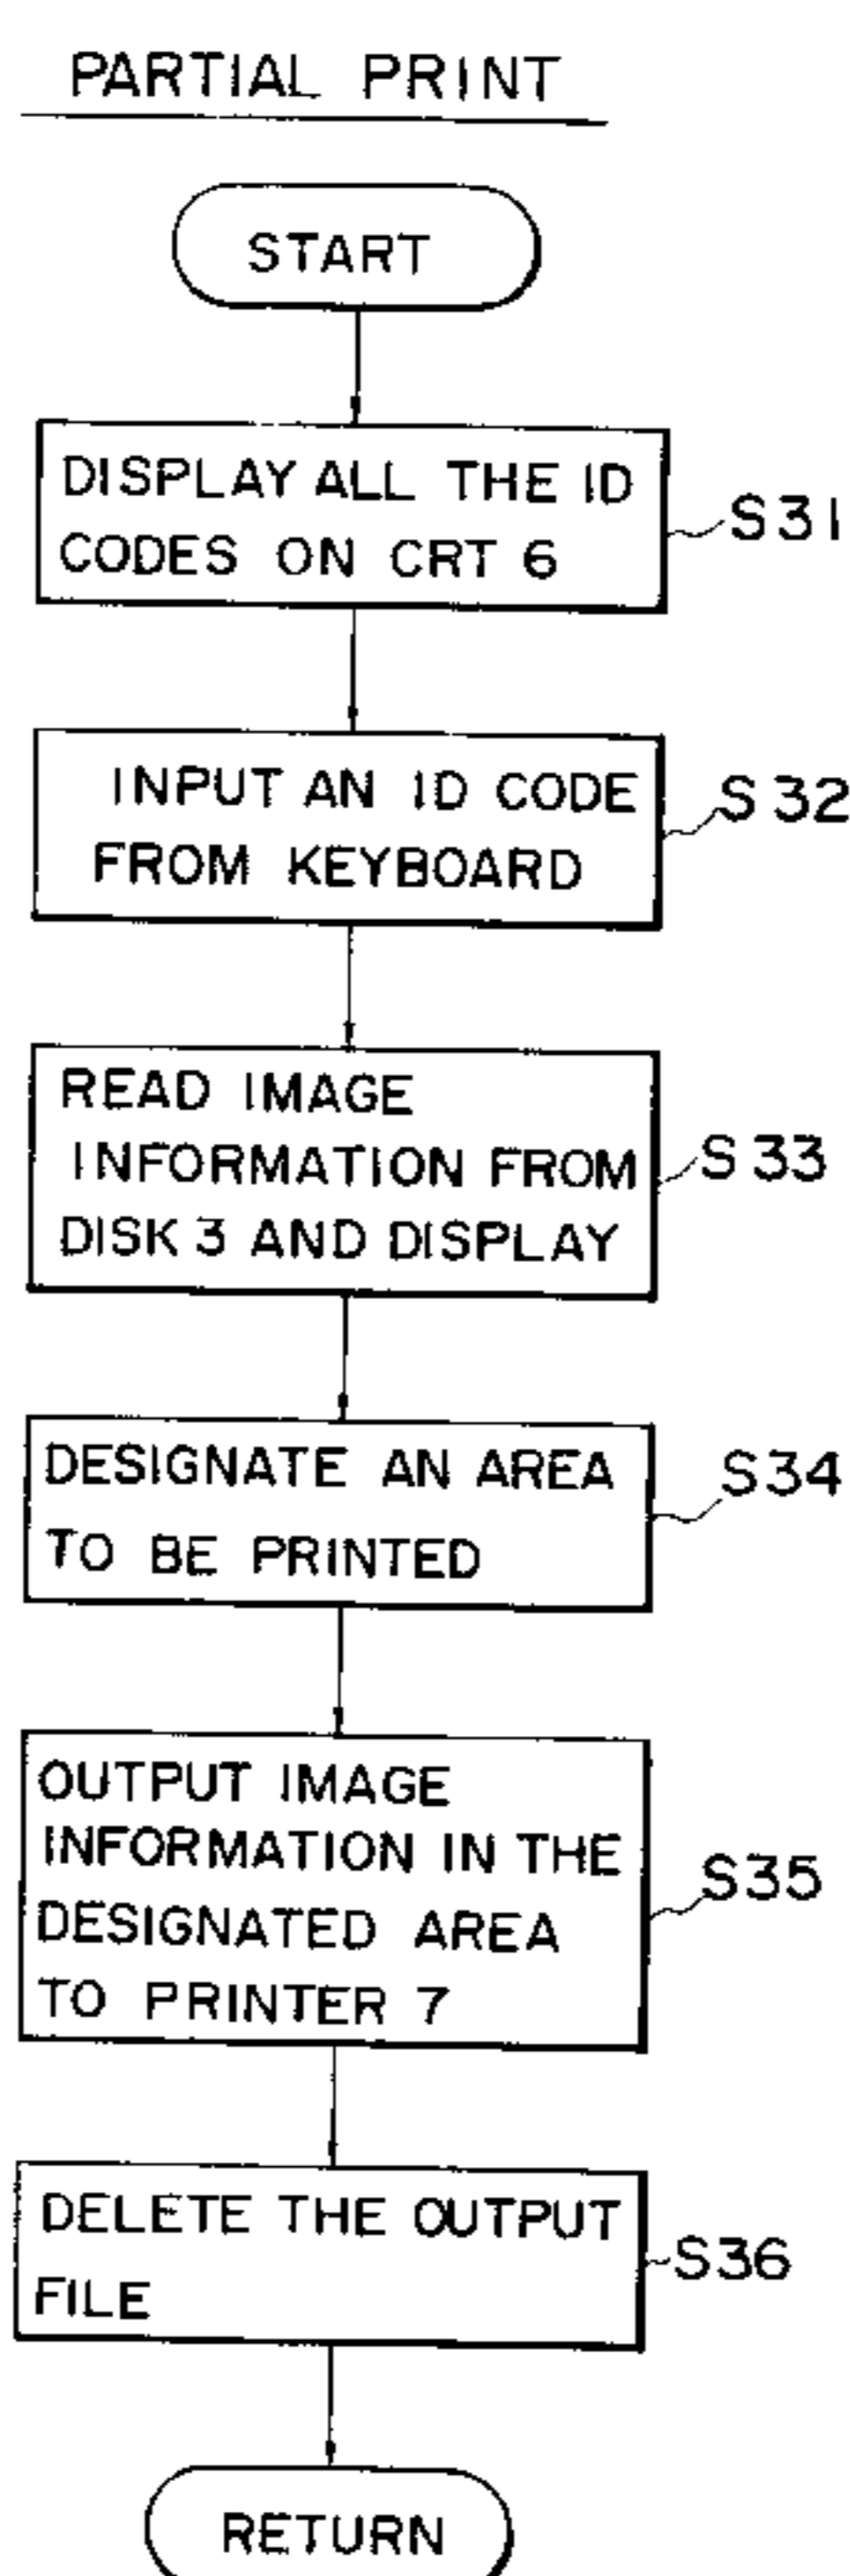 PARTIAL PRINT
START
DISPLAY ALL THE ID
CODES ON CRT 6
S31
INPUT AN ID CODE
FROM KEYBOARD
S32
READ IMAGE
INFORMATION FROM
DISK 3 AND DISPLAY
S33
DESIGNATE AN AREA
TO BE PRINTED
S34
OUTPUT IMAGE
INFORMATION IN THE
DESIGNATED AREA
TO PRINTER 7
S35
DELETE THE OUTPUT
FILE
S36
RETURN